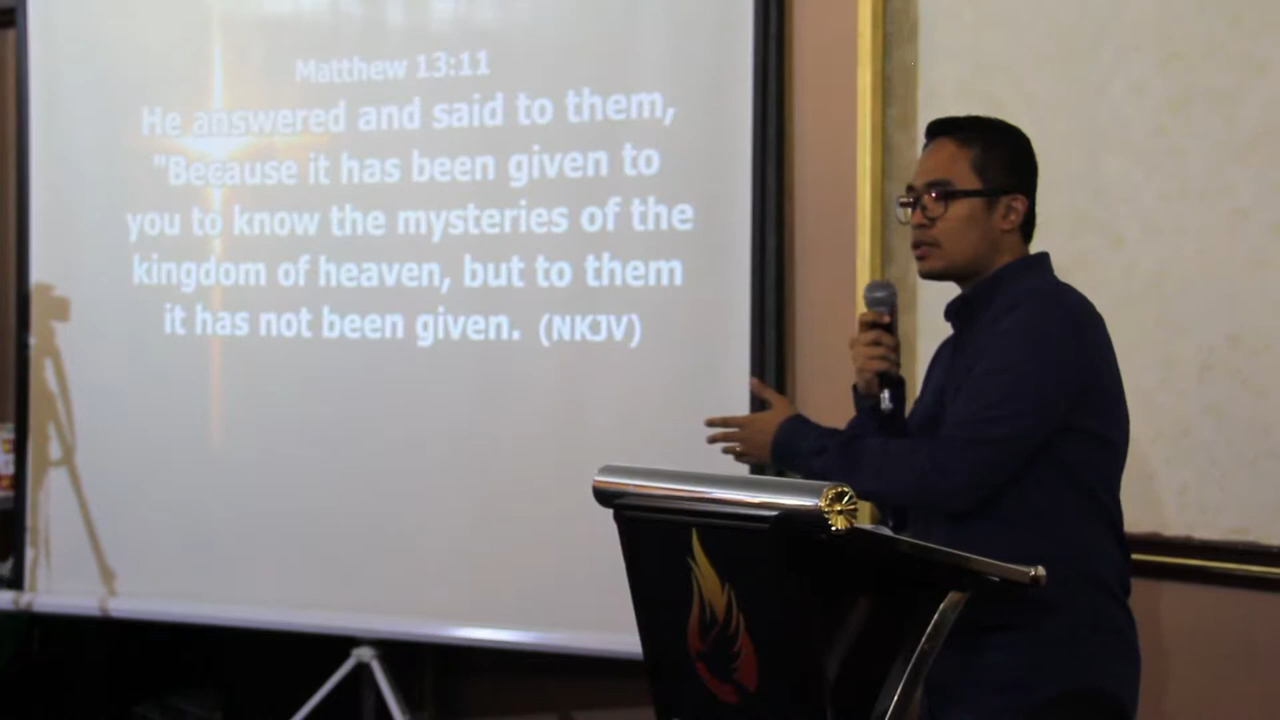 Matthew 13:11
He answered and said to them,
"Because it has been given to
you to know the mysteries of the
kingdom of heaven, but to them
it has not been given. (NKJV)